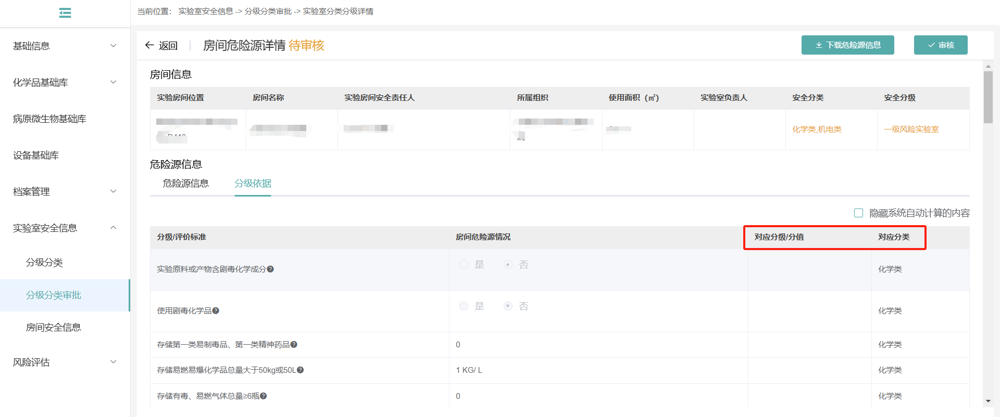 当前位置： 实验室安全信息 -> 分级分类审批 -> 实验室分类分级详情
基础信息
化学品基础库
病原微生物基础库
设备基础库
档案管理
实验室安全信息
分级分类
分级分类审批
房间安全信息
风险评估
返回 房间危险源详情 待审核 下载危险源信息 审核
房间信息
实验房间位置 房间名称 实验房间安全责任人 所属组织 使用面积（㎡） 实验室负责人 安全分类 安全分级
化学类,机电类 一级风险实验室
危险源信息
危险源信息 分级依据
隐藏系统自动计算的内容
分级/评价标准 房间危险源情况 对应分级/分值 对应分类
实验原料或产物含剧毒化学成分 是 否 化学类
使用剧毒化学品 是 否 化学类
存储第一类易制毒品、第一类精神药品 0 化学类
存储易燃易爆化学品总量大于50kg或50L 1 KG/ L 化学类
存储有毒、易燃气体总量≥6瓶 0 化学类